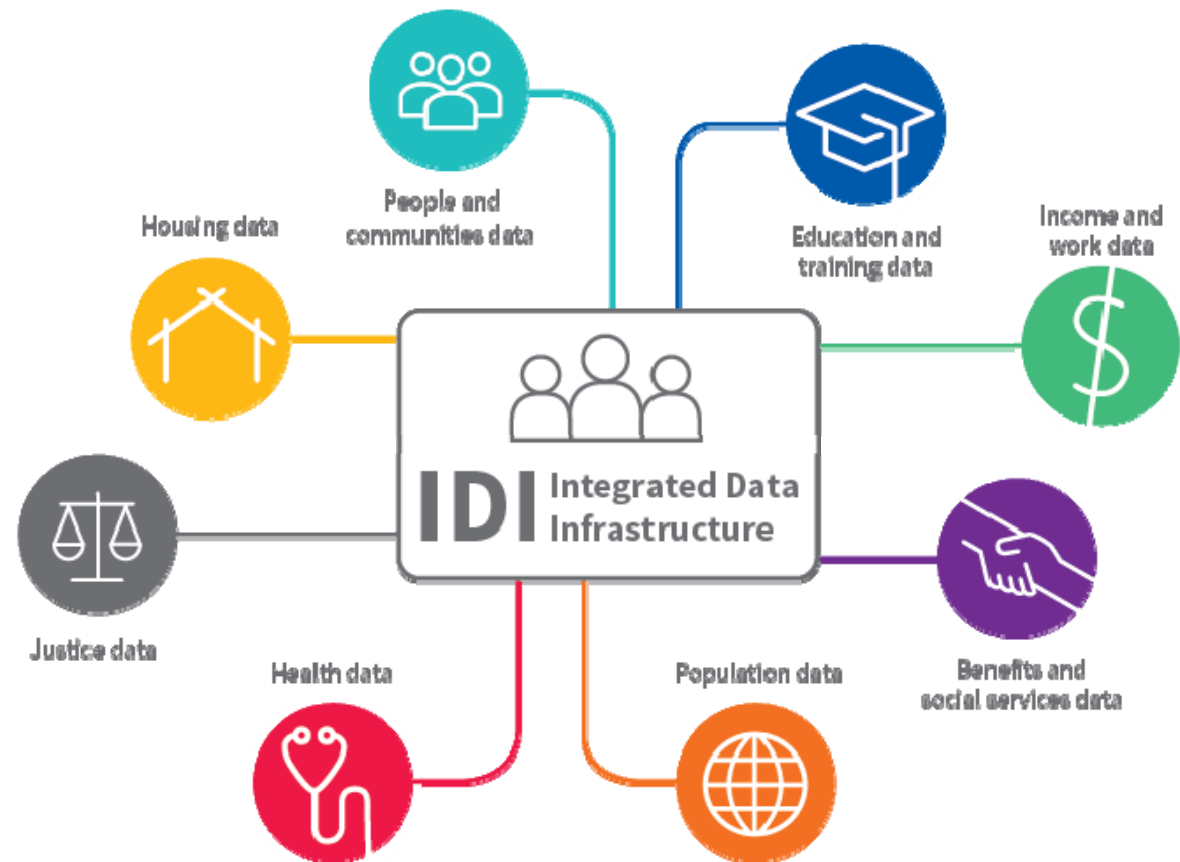 People and
communities data
Education and
training data
Housing data
Income and
work data
IDI
Integrated Data
Infrastructure
Justice data
Health data
Population data
Benefits and
social services data